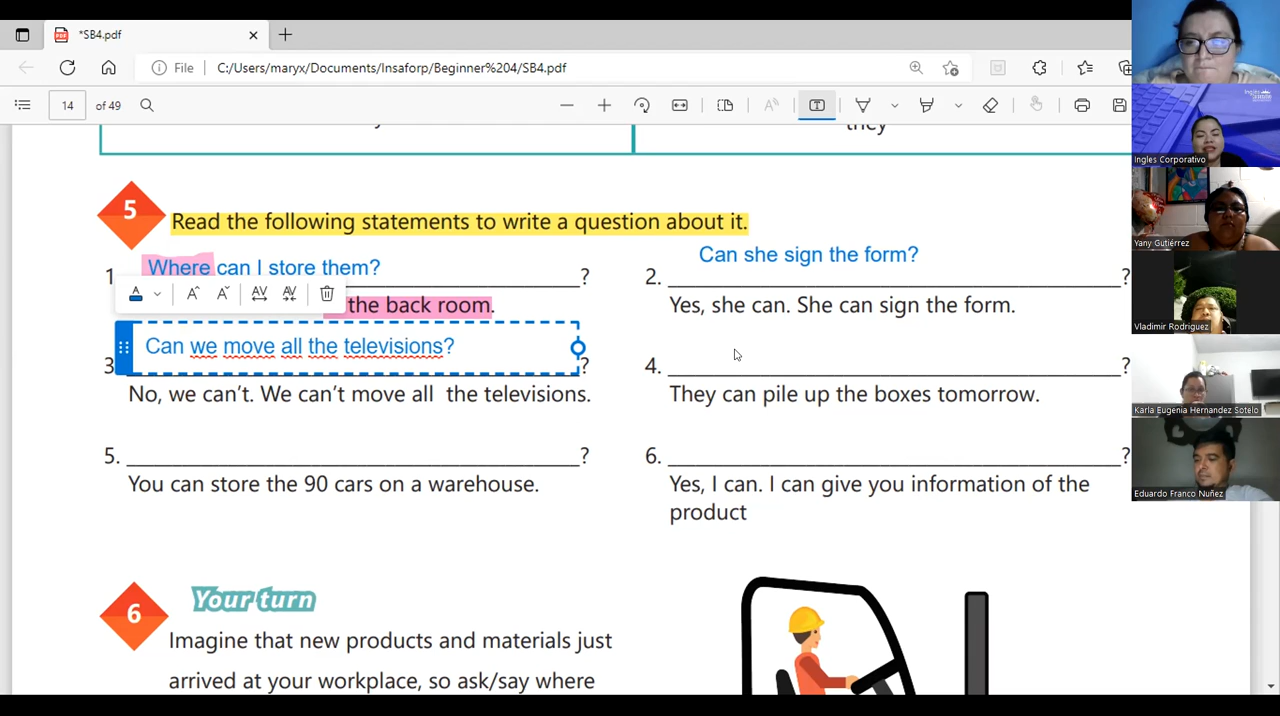 *SB4.pdf
File C:/Users/maryx/Documents/Insaforp/Beginner%204/SB4.pdf
14 of 49
they
5 Read the following statements to write a question about it.
Where can I store them?
1 ?
the back room.
Can she sign the form?
2. ?
Yes, she can. She can sign the form.
Can we move all the televisions?
3 ?
No, we can't. We can't move all the televisions.
4. ?
They can pile up the boxes tomorrow.
5. ?
You can store the 90 cars on a warehouse.
6. ?
Yes, I can. I can give you information of the
product
6 Your turn
Imagine that new products and materials just
arrived at your workplace, so ask/say where
Ingles Corporativo
Yany Gutiérrez
Vladimir Rodriguez
Karla Eugenia Hernandez Sotelo
Eduardo Franco Nuñez